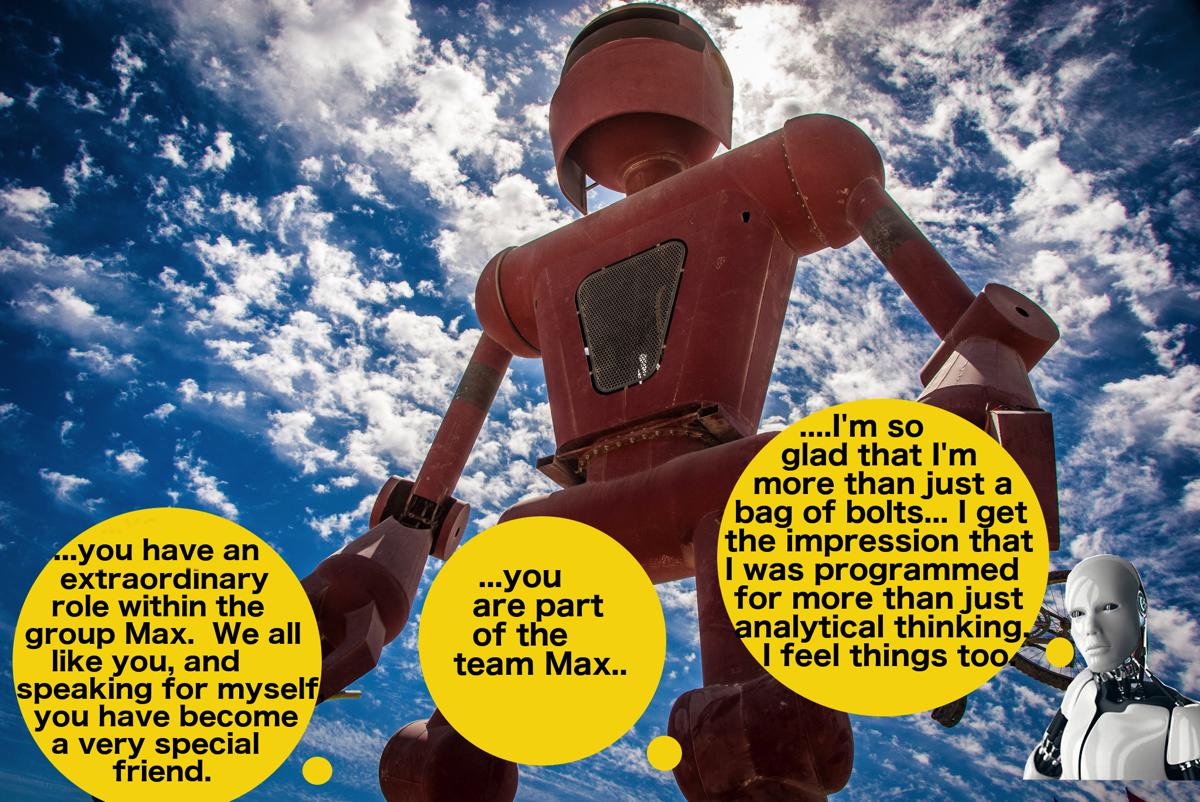 ...you have an
extraordinary
role within the
group Max.  We all
like you, and
speaking for myself
you have become
a very special
friend.
...you
are part
of the
team Max..
....I'm so
glad that I'm
more than just a
bag of bolts... I get
the impression that
I was programmed
for more than just
analytical thinking.
I feel things too.